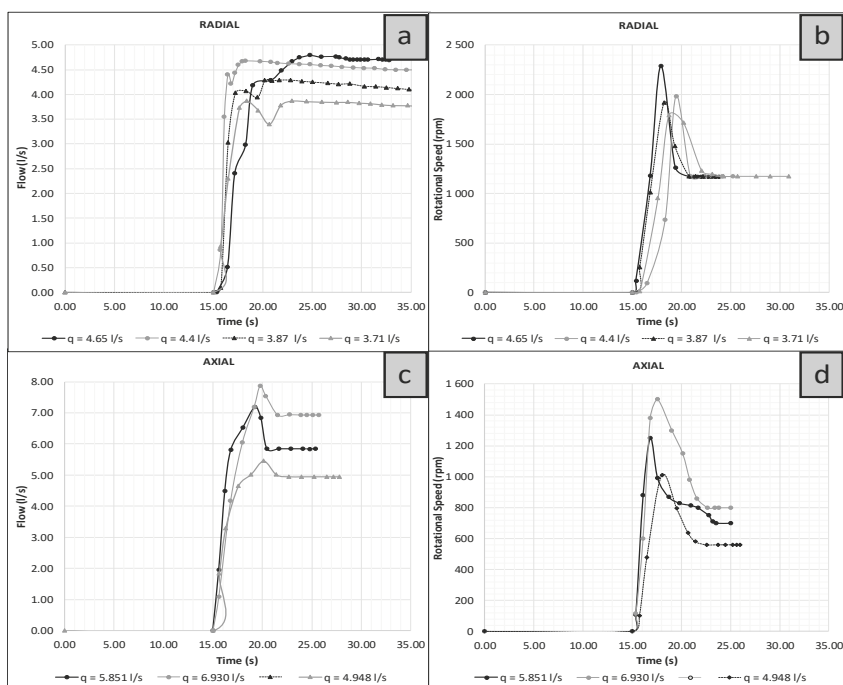 RADIAL
a
5.00
4.50
4.00
3.50
3.00
2.50
2.00
1.50
1.00
0.50
0.00
Flow (l/s)
0.00 5.00 10.00 15.00 20.00 25.00 30.00 35.00
Time (s)
q = 4.65 l/s q = 4.4 l/s q = 3.87 l/s q = 3.71 l/s
RADIAL
b
2 500
2 000
1 500
1 000
500
0
Rotational Speed (rpm)
0.00 5.00 10.00 15.00 20.00 25.00 30.00 35.00
Time (s)
q = 4.65 l/s q = 4.4 l/s q = 3.87 l/s q = 3.71 l/s
AXIAL
c
8.00
7.00
6.00
5.00
4.00
3.00
2.00
1.00
0.00
Flow (l/s)
0.00 5.00 10.00 15.00 20.00 25.00 30.00 35.00
Time (s)
q = 5.851 l/s q = 6.930 l/s q = 4.948 l/s
AXIAL
d
1 600
1 400
1 200
1 000
800
600
400
200
0
Rotational Speed (rpm)
0.00 5.00 10.00 15.00 20.00 25.00 30.00 35.00
Time (s)
q = 5.851 l/s q = 6.930 l/s q = 4.948 l/s